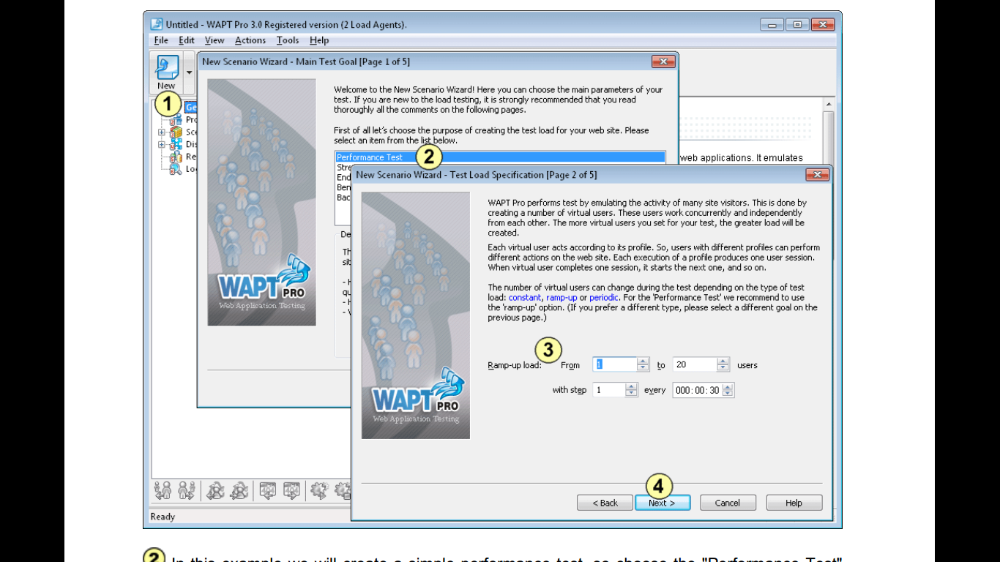 Untitled - WAPT Pro 3.0 Registered version (2 Load Agents).
File Edit View Actions Tools Help
New Scenario Wizard - Main Test Goal [Page 1 of 5]
New
1
Welcome to the New Scenario Wizard! Here you can choose the main parameters of your
test. If you are new to the load testing, it is strongly recommended that you read
thoroughly all the comments on the following pages.
First of all let's choose the purpose of creating the test load for your web site. Please
select an item from the list below.
Performance Test
2
web applications. It emulates
New Scenario Wizard - Test Load Specification [Page 2 of 5]
WAPT Pro performs test by emulating the activity of many site visitors. This is done by
creating a number of virtual users. These users work concurrently and independently
from each other. The more virtual users you set for your test, the greater load will be
created.
Each virtual user acts according to its profile. So, users with different profiles can perform
different actions on the web site. Each execution of a profile produces one user session.
When virtual user completes one session, it starts the next one, and so on.
The number of virtual users can change during the test depending on the type of test
load: constant, ramp-up or periodic. For the 'Performance Test' we recommend to use
the 'ramp-up' option. (If you prefer a different type, please select a different goal on the
previous page.)
WAPT PRO
Web Application Testing
3
Ramp-up load: From 1 to 20 users
with step 1 every 000:00:30
WAPT PRO
Web Application Testing
4
< Back Next > Cancel Help
Ready
2 In this example we will create a simple performance test, so choose the "Performance Test"